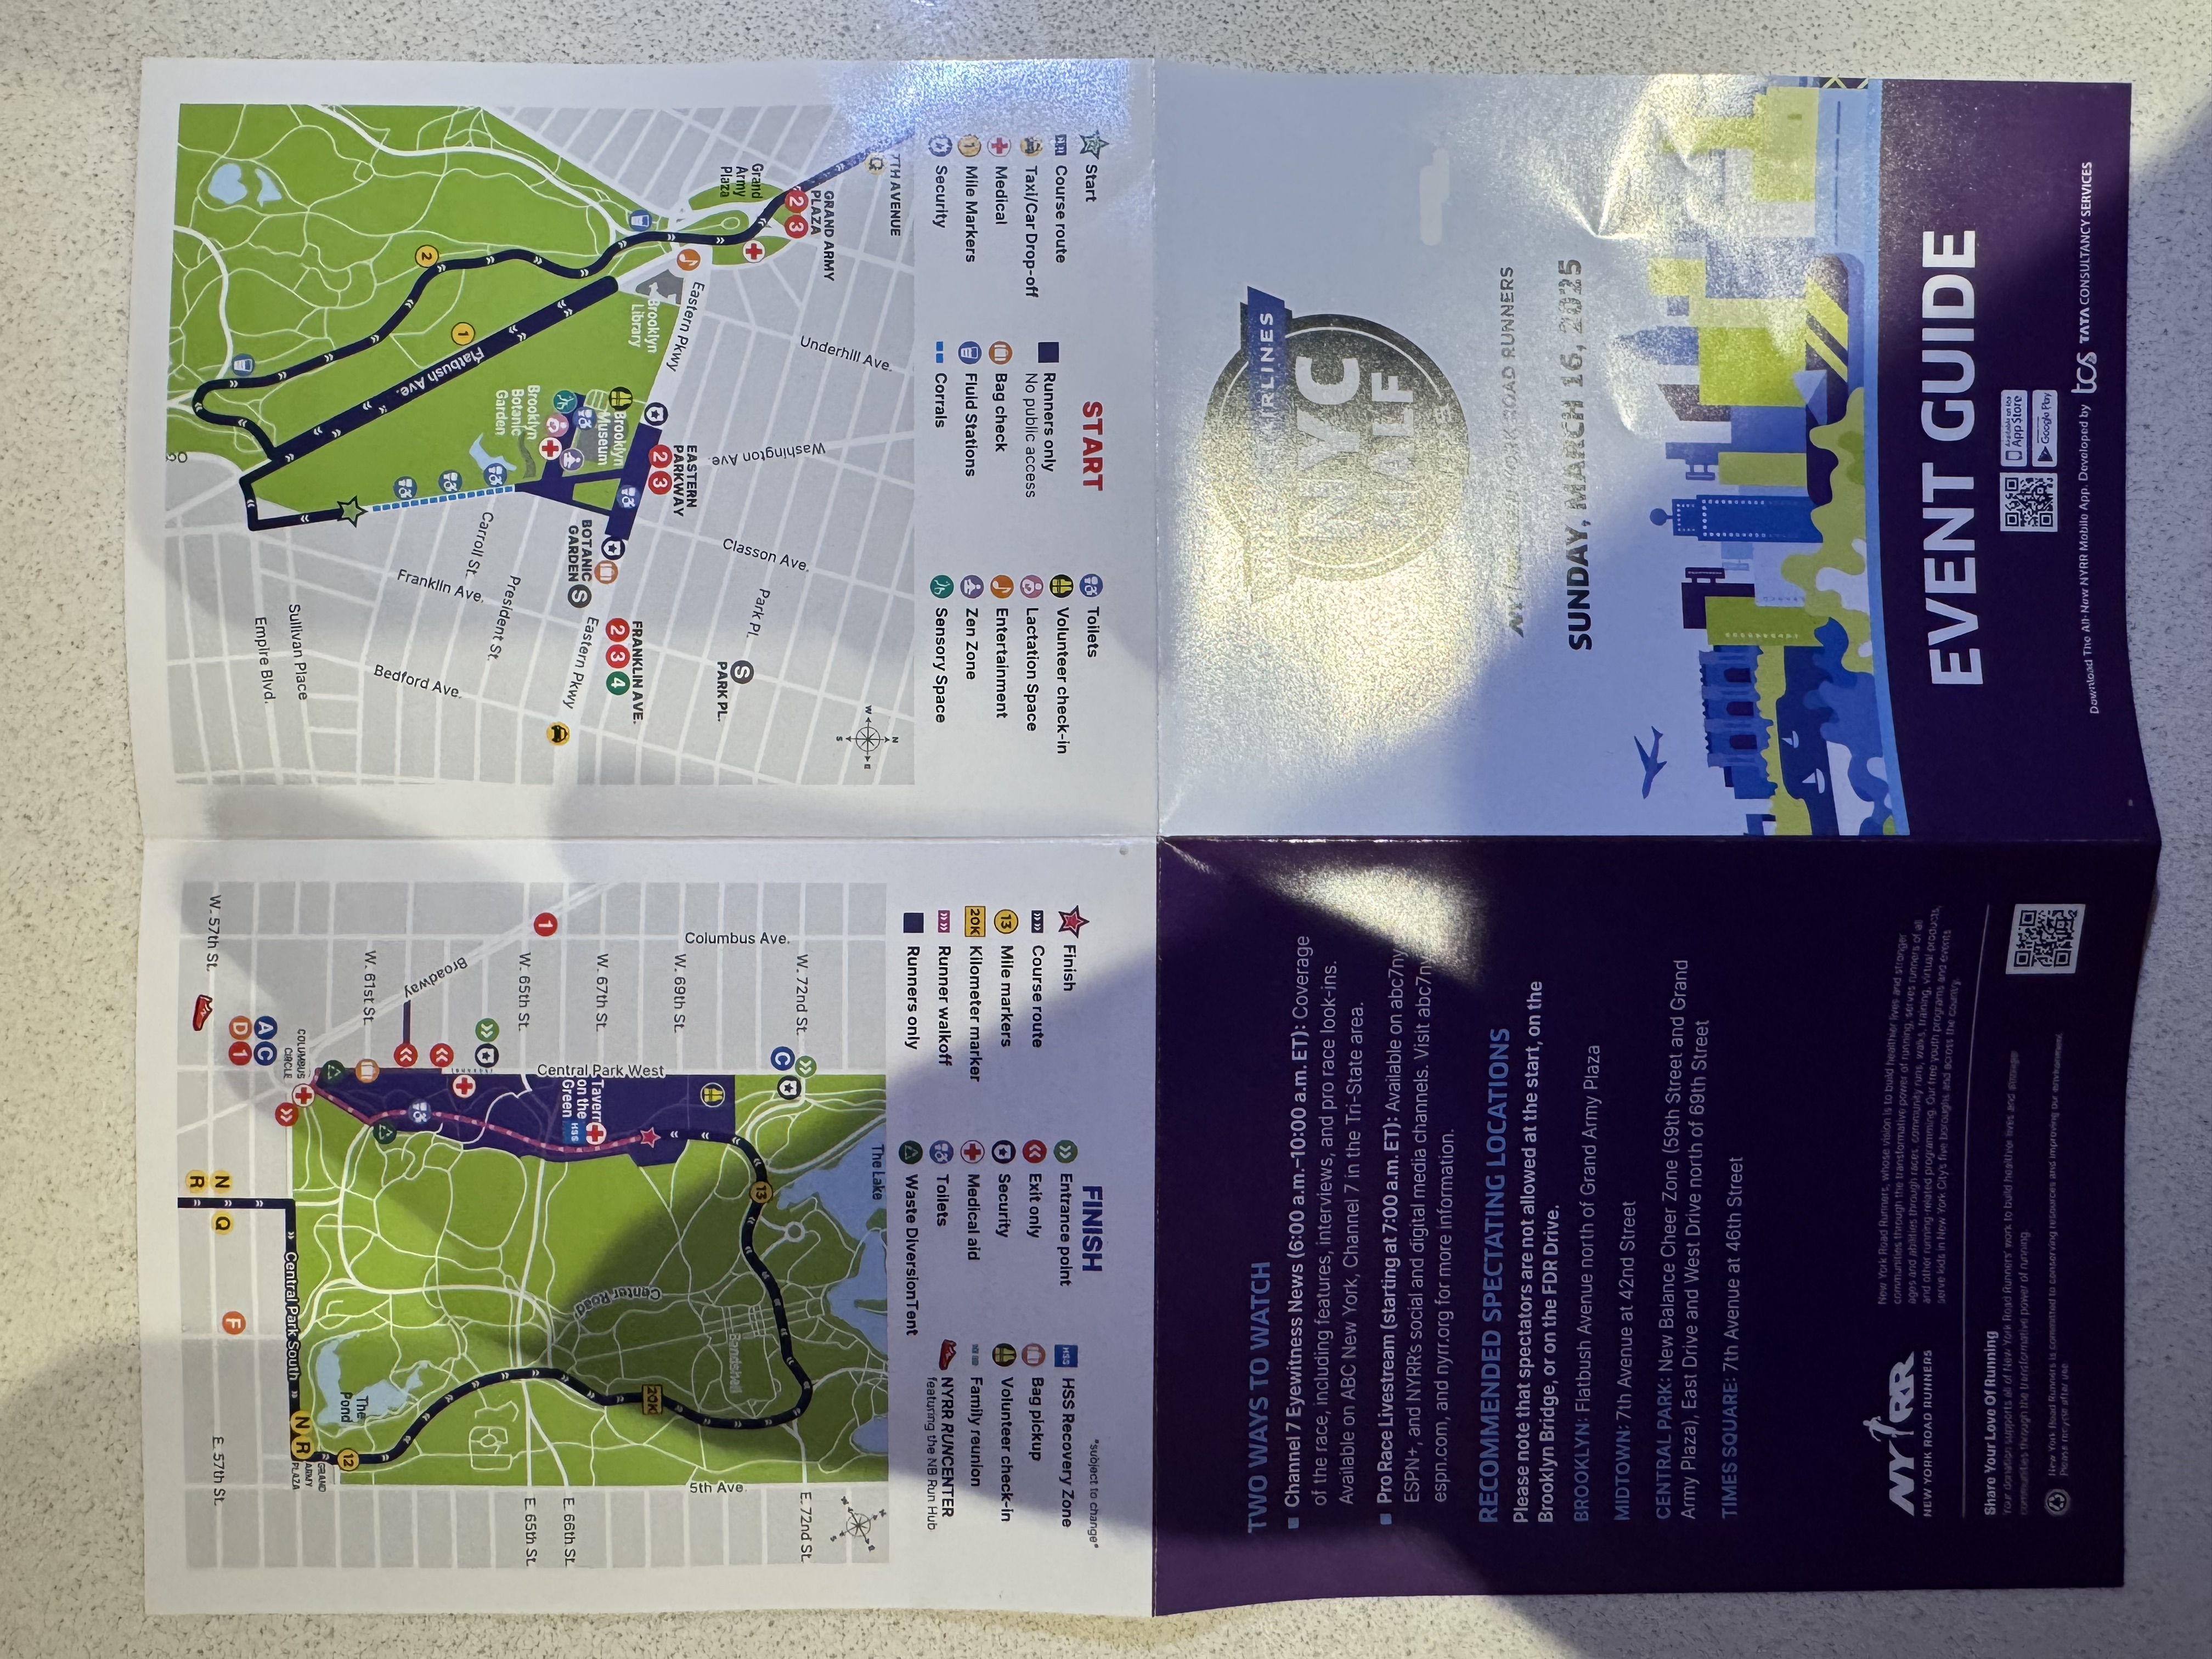 TWO WAYS TO WATCH
Channel 7 Eyewitness News (6:00 a.m.–10:00 a.m. ET): Coverage
of the race, including features, interviews, and pro race look-ins.
Available on ABC New York, Channel 7 in the Tri-State area.
Pro Race Livestream (starting at 7:00 a.m. ET): Available on abc7ny
ESPN+, and NYRR's social and digital media channels. Visit abc7ny
espn.com, and nyrr.org for more information.
RECOMMENDED SPECTATING LOCATIONS
Please note that spectators are not allowed at the start, on the
Brooklyn Bridge, or on the FDR Drive.
BROOKLYN: Flatbush Avenue north of Grand Army Plaza
MIDTOWN: 7th Avenue at 42nd Street
CENTRAL PARK: New Balance Cheer Zone (59th Street and Grand
Army Plaza), East Drive and West Drive north of 69th Street
TIMES SQUARE: 7th Avenue at 46th Street
NYRR
NEW YORK ROAD RUNNERS
New York Road Runners, whose vision is to build healthier lives and stronger
communities through the transformative power of running, serves runners of all
ages and abilities through races, community runs, walks, training, virtual products,
and other running-related programming. Our free youth programs and events
serve kids in New York City's five boroughs and across the country.
Share Your Love Of Running
Your donation supports all of New York Road Runners' work to build healthier lives and stronger
communities through the transformative power of running.
New York Road Runners is committed to conserving resources and improving our environment.
Please recycle after use.
AIRLINES
NYC
HALF
YORK ROAD RUNNERS
SUNDAY, MARCH 16, 2025
EVENT GUIDE
Available on the
App Store
Google Play
Download The All-New NYRR Mobile App. Developed by tcs TATA CONSULTANCY SERVICES
START
Start
Course route
Taxi/Car Drop-off
Medical
1 Mile Markers
Security
Runners only
No public access
Bag check
Fluid Stations
Corrals
Toilets
Volunteer check-in
Lactation Space
Entertainment
Zen Zone
Sensory Space
7TH AVENUE
Q
GRAND ARMY
PLAZA
2 3
Grand
Army
Plaza
Underhill Ave.
Washington Ave.
Classon Ave.
Park Pl.
S
PARK PL.
N
E
W
S
EASTERN
PARKWAY
2 3
Eastern Pkwy
Brooklyn
Library
Brooklyn
Museum
FRANKLIN AVE.
2 3 4
BOTANIC
GARDEN
S
Eastern Pkwy
Brooklyn
Botanic
Garden
President St.
Carroll St.
Franklin Ave.
Bedford Ave.
Flatbush Ave.
1
2
Sullivan Place
Empire Blvd.
FINISH
*subject to change*
Finish
Course route
13 Mile markers
20K Kilometer marker
Runner walkoff
Runners only
Entrance point
Exit only
Security
Medical aid
Toilets
Waste Diversion Tent
HSS HSS Recovery Zone
Bag pickup
Volunteer check-in
Family reunion
NYRR RUNCENTER
featuring the NB Run Hub
The Lake
W. 72nd St.
E. 72nd St.
C
13
Columbus Ave.
5th Ave.
Bandshell
W. 69th St.
20K
Center Road
Central Park West
W. 67th St.
Tavern
on the
Green
HSS
E. 66th St.
W. 65th St.
E. 65th St.
1
Broadway
W. 61st St.
The
Pond
12
COLUMBUS
CIRCLE
A C
D 1
Central Park South
GRAND
ARMY
PLAZA
N R
F
W. 57th St.
E. 57th St.
N Q
R